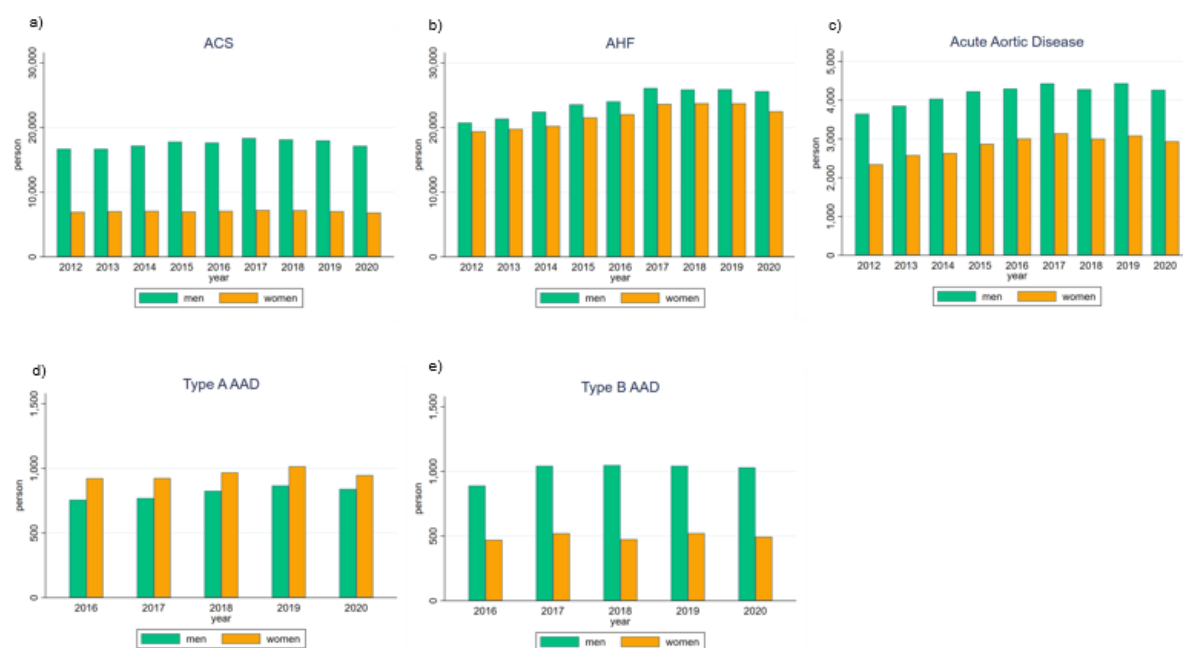 a)
ACS
30,000
20,000
10,000
0
person
2012 2013 2014 2015 2016 2017 2018 2019 2020
year
men women
b)
AHF
30,000
20,000
10,000
0
person
2012 2013 2014 2015 2016 2017 2018 2019 2020
year
men women
c)
Acute Aortic Disease
5,000
4,000
3,000
2,000
1,000
0
person
2012 2013 2014 2015 2016 2017 2018 2019 2020
year
men women
d)
Type A AAD
1,500
1,000
500
0
person
2016 2017 2018 2019 2020
year
men women
e)
Type B AAD
1,500
1,000
500
0
person
2016 2017 2018 2019 2020
year
men women